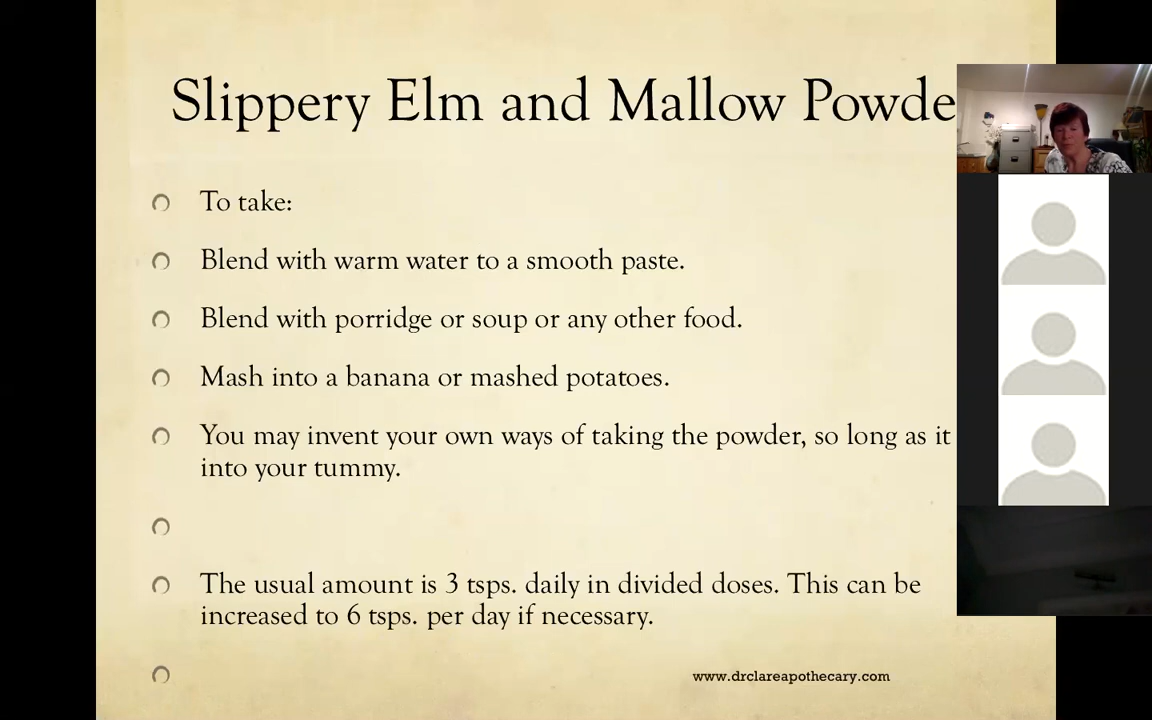 Slippery Elm and Mallow Powde
To take:
Blend with warm water to a smooth paste.
Blend with porridge or soup or any other food.
Mash into a banana or mashed potatoes.
You may invent your own ways of taking the powder, so long as it
into your tummy.
The usual amount is 3 tsps. daily in divided doses. This can be
increased to 6 tsps. per day if necessary.
www.drclareapothecary.com